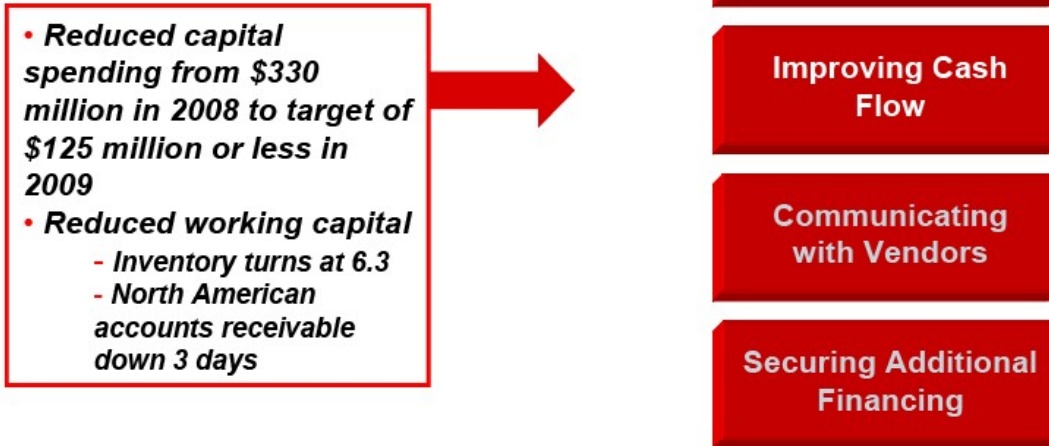 • Reduced capital
spending from $330
million in 2008 to target of
$125 million or less in
2009
• Reduced working capital
- Inventory turns at 6.3
- North American
accounts receivable
down 3 days
Improving Cash
Flow
Communicating
with Vendors
Securing Additional
Financing